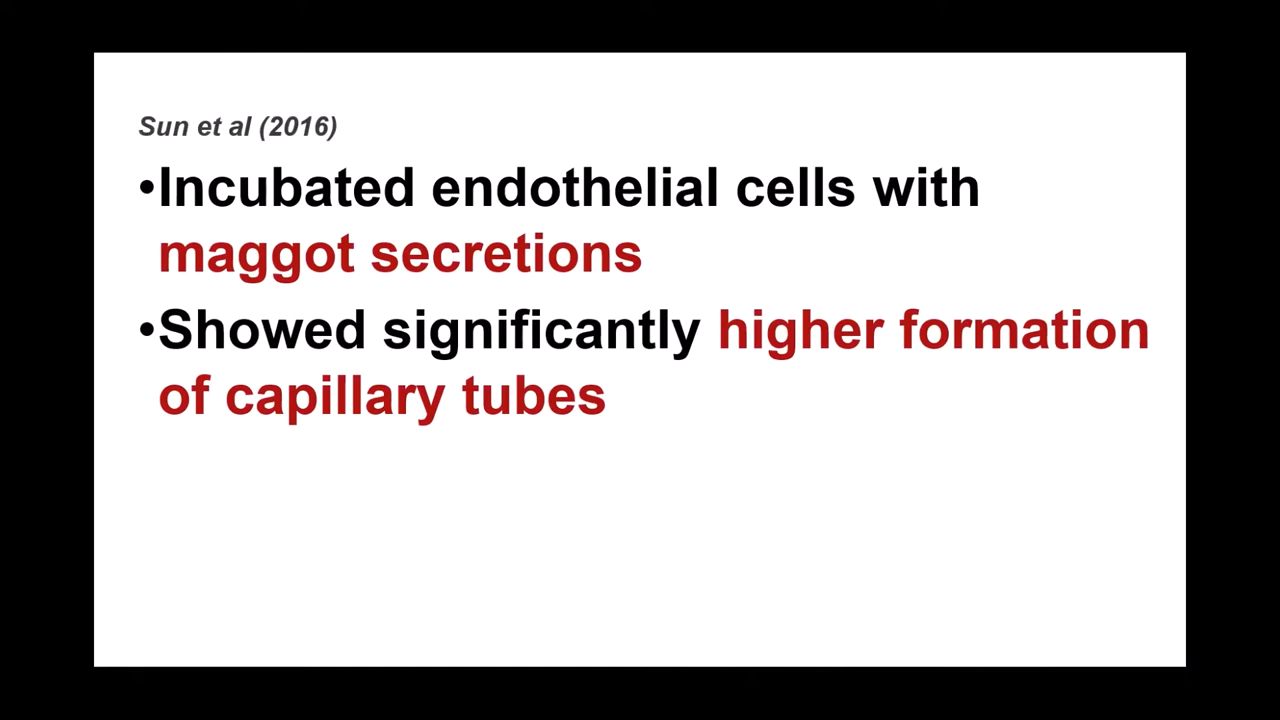 Sun et al (2016)
•Incubated endothelial cells with
maggot secretions
•Showed significantly higher formation
of capillary tubes